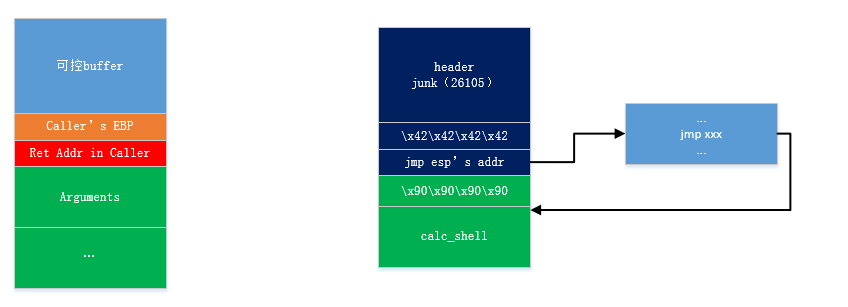 可控buffer
Caller’s EBP
Ret Addr in Caller
Arguments
...
header
junk（26105）
\x42\x42\x42\x42
jmp esp’s addr
\x90\x90\x90\x90
calc_shell
...
jmp xxx
...